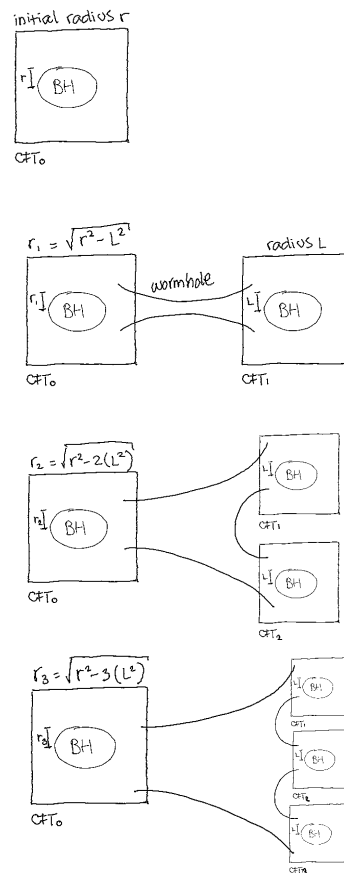 initial radius r
r BH
CFT₀
r₁ = √(r² - L²) radius L
wormhole
r₁ BH L BH
CFT₀ CFT₁
r₂ = √(r² - 2(L²))
L BH
CFT₁
r₂ BH
L BH
CFT₀
CFT₂
r₃ = √(r² - 3(L²))
L BH
CFT₁
r₃ BH
L BH
CFT₂
CFT₀
L BH
CFT₃